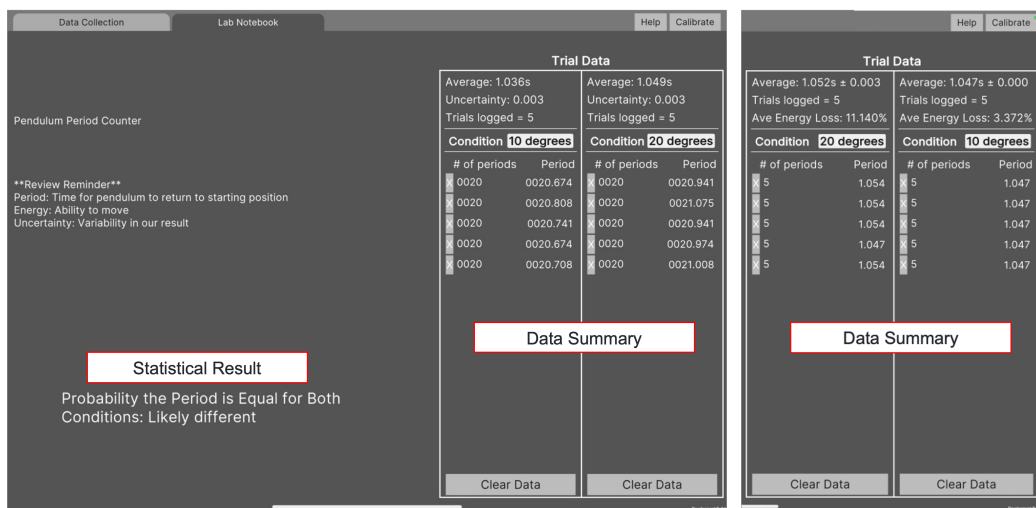 Data Collection
Lab Notebook
Help
Calibrate
Pendulum Period Counter
**Review Reminder**
Period: Time for pendulum to return to starting position
Energy: Ability to move
Uncertainty: Variability in our result
Statistical Result
Probability the Period is Equal for Both
Conditions: Likely different
Trial Data
Average: 1.036s
Uncertainty: 0.003
Trials logged = 5
Condition 10 degrees
# of periods Period
X 0020 0020.674
X 0020 0020.808
X 0020 0020.741
X 0020 0020.674
X 0020 0020.708
Average: 1.049s
Uncertainty: 0.003
Trials logged = 5
Condition 20 degrees
# of periods Period
X 0020 0020.941
X 0020 0021.075
X 0020 0020.941
X 0020 0020.974
X 0020 0021.008
Data Summary
Clear Data
Clear Data
Help
Calibrate
Trial Data
Average: 1.052s ± 0.003
Trials logged = 5
Ave Energy Loss: 11.140%
Condition 20 degrees
# of periods Period
X 5 1.054
X 5 1.054
X 5 1.054
X 5 1.047
X 5 1.054
Average: 1.047s ± 0.000
Trials logged = 5
Ave Energy Loss: 3.372%
Condition 10 degrees
# of periods Period
X 5 1.047
X 5 1.047
X 5 1.047
X 5 1.047
X 5 1.047
Data Summary
Clear Data
Clear Data